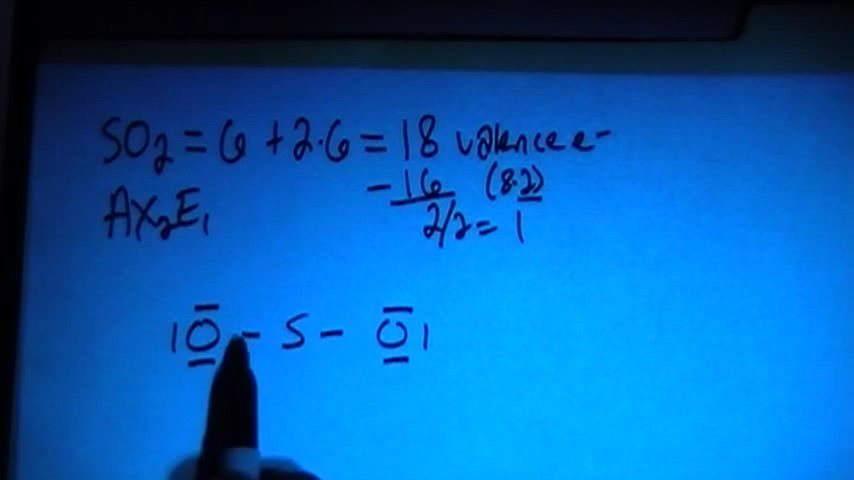 SO₂ = 6 + 2·6 = 18 valence e-
- 16 (8·2)
AX₂E₁ 2/2 = 1
|O - S - O|